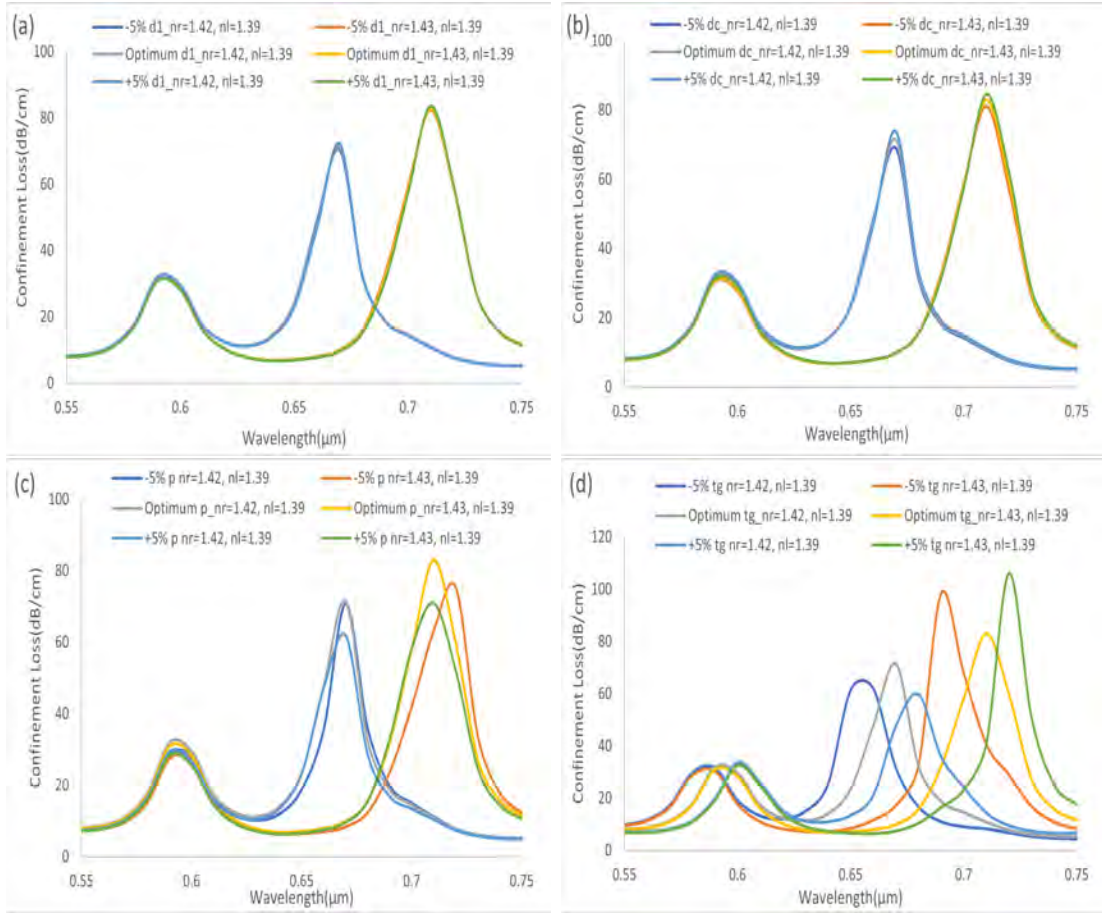 (a)
-5% d1_nr=1.42, nl=1.39 -5% d1_nr=1.43, nl=1.39
Optimum d1_nr=1.42, nl=1.39 Optimum d1_nr=1.43, nl=1.39
+5% d1_nr=1.42, nl=1.39 +5% d1_nr=1.43, nl=1.39
Confinement Loss(dB/cm)
100
80
60
40
20
0
0.55 0.6 0.65 0.7 0.75
Wavelength(μm)
(b)
-5% dc_nr=1.42, nl=1.39 -5% dc_nr=1.43, nl=1.39
Optimum dc_nr=1.42, nl=1.39 Optimum dc_nr=1.43, nl=1.39
+5% dc_nr=1.42, nl=1.39 +5% dc_nr=1.43, nl=1.39
Confinement Loss(dB/cm)
100
80
60
40
20
0
0.55 0.6 0.65 0.7 0.75
Wavelength(μm)
(c)
-5% p nr=1.42, nl=1.39 -5% p nr=1.43, nl=1.39
Optimum p_nr=1.42, nl=1.39 Optimum p_nr=1.43, nl=1.39
+5% p nr=1.42, nl=1.39 +5% p nr=1.43, nl=1.39
Confinement Loss (dB/cm)
100
80
60
40
20
0
0.55 0.6 0.65 0.7 0.75
Wavelength(μm)
(d)
-5% tg nr=1.42, nl=1.39 -5% tg nr=1.43, nl=1.39
Optimum tg_nr=1.42, nl=1.39 Optimum tg_nr=1.43, nl=1.39
+5% tg nr=1.42, nl=1.39 +5% tg nr=1.43, nl=1.39
Confinement Loss(dB/cm)
120
100
80
60
40
20
0
0.55 0.6 0.65 0.7 0.75
Wavelength(μm)